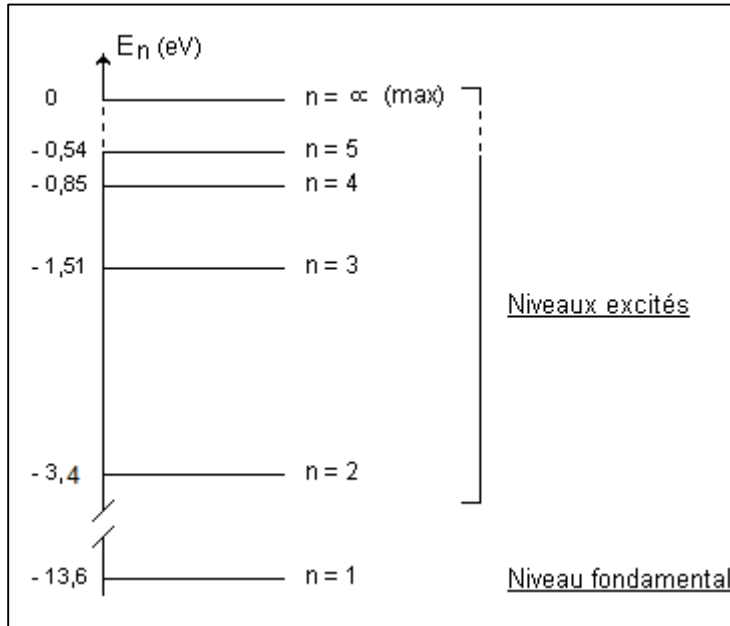 En (eV)
0 n = ∝ (max)
- 0,54 n = 5
- 0,85 n = 4
- 1,51 n = 3
Niveaux excités
- 3,4 n = 2
- 13,6 n = 1 Niveau fondamental